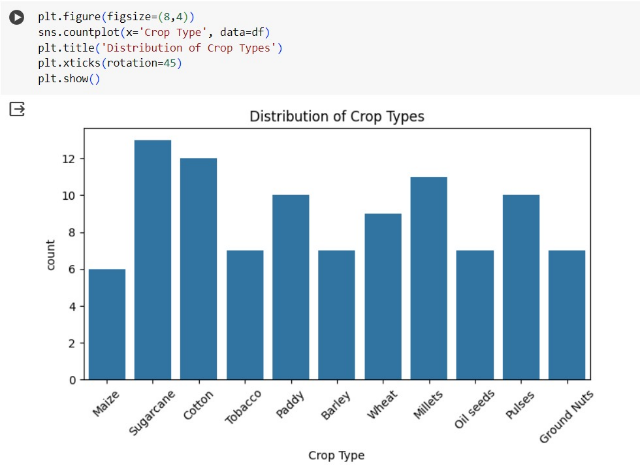 plt.figure(figsize=(8,4))
sns.countplot(x='Crop Type', data=df)
plt.title('Distribution of Crop Types')
plt.xticks(rotation=45)
plt.show()
Distribution of Crop Types
12
10
8
6
4
2
0
count
Maize
Sugarcane
Cotton
Tobacco
Paddy
Barley
Wheat
Millets
Oil seeds
Pulses
Ground Nuts
Crop Type